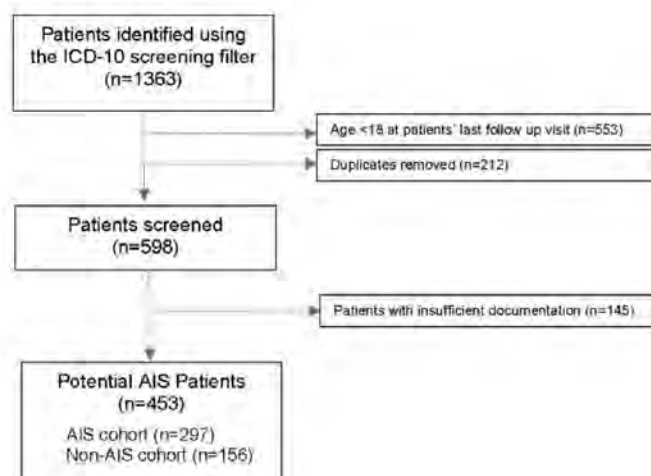 Patients identified using
the ICD-10 screening filter
(n=1363)
Age <18 at patients' last follow up visit (n=553)
Duplicates removed (n=212)
Patients screened
(n=598)
Patients with insufficient documentation (n=145)
Potential AIS Patients
(n=453)
AIS cohort (n=297)
Non-AIS cohort (n=156)